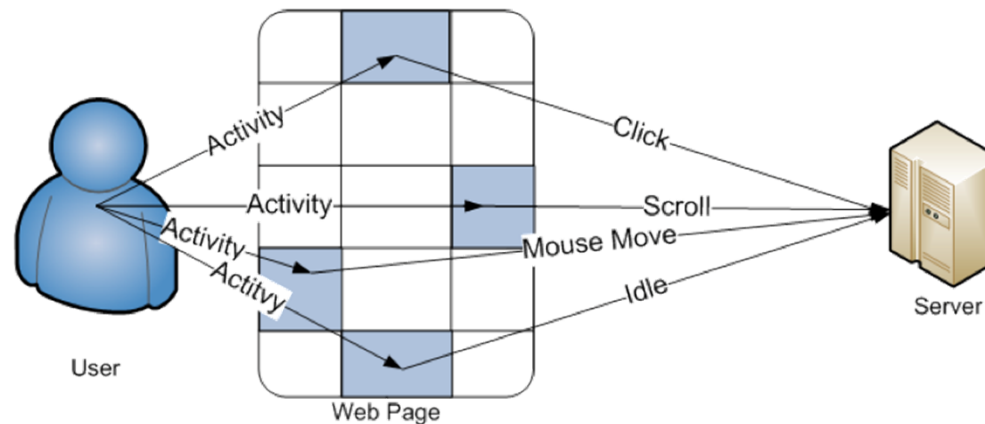 Activity
Click
Activity
Scroll
Activity
Mouse Move
Actitvy
Idle
Server
User
Web Page